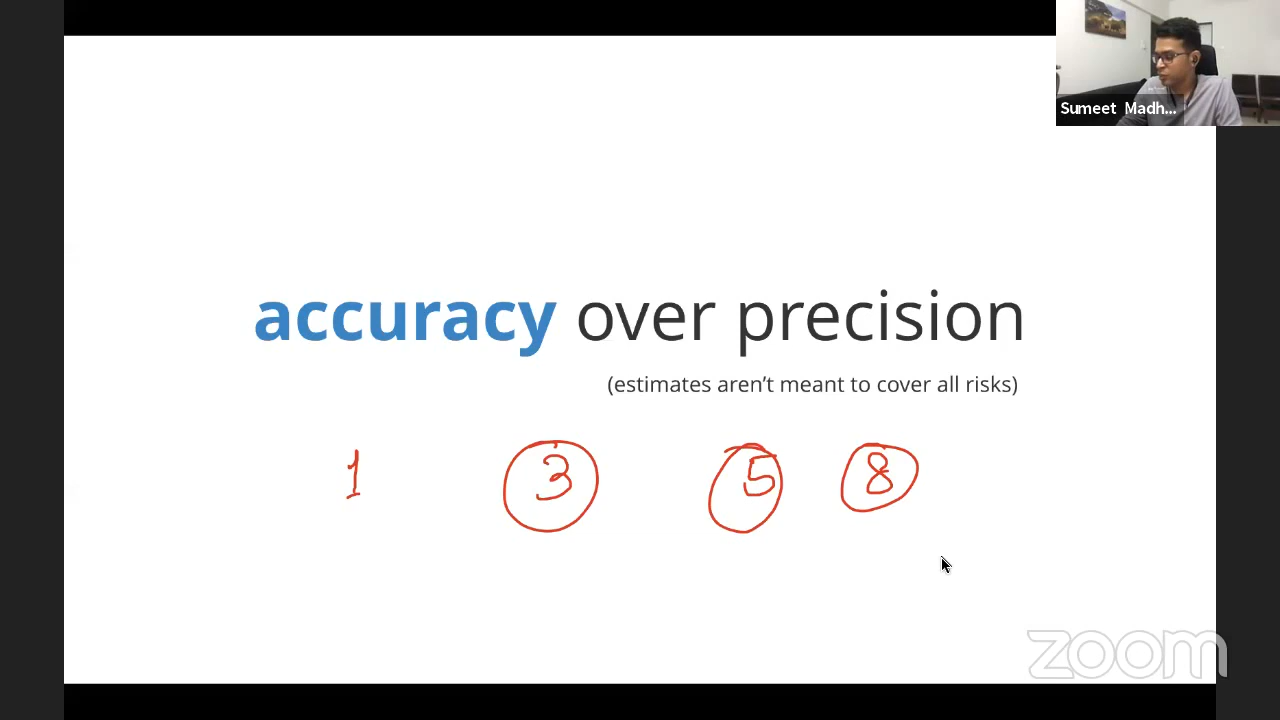 Sumeet Madh...
accuracy over precision
(estimates aren't meant to cover all risks)
1 3 5 8
zoom